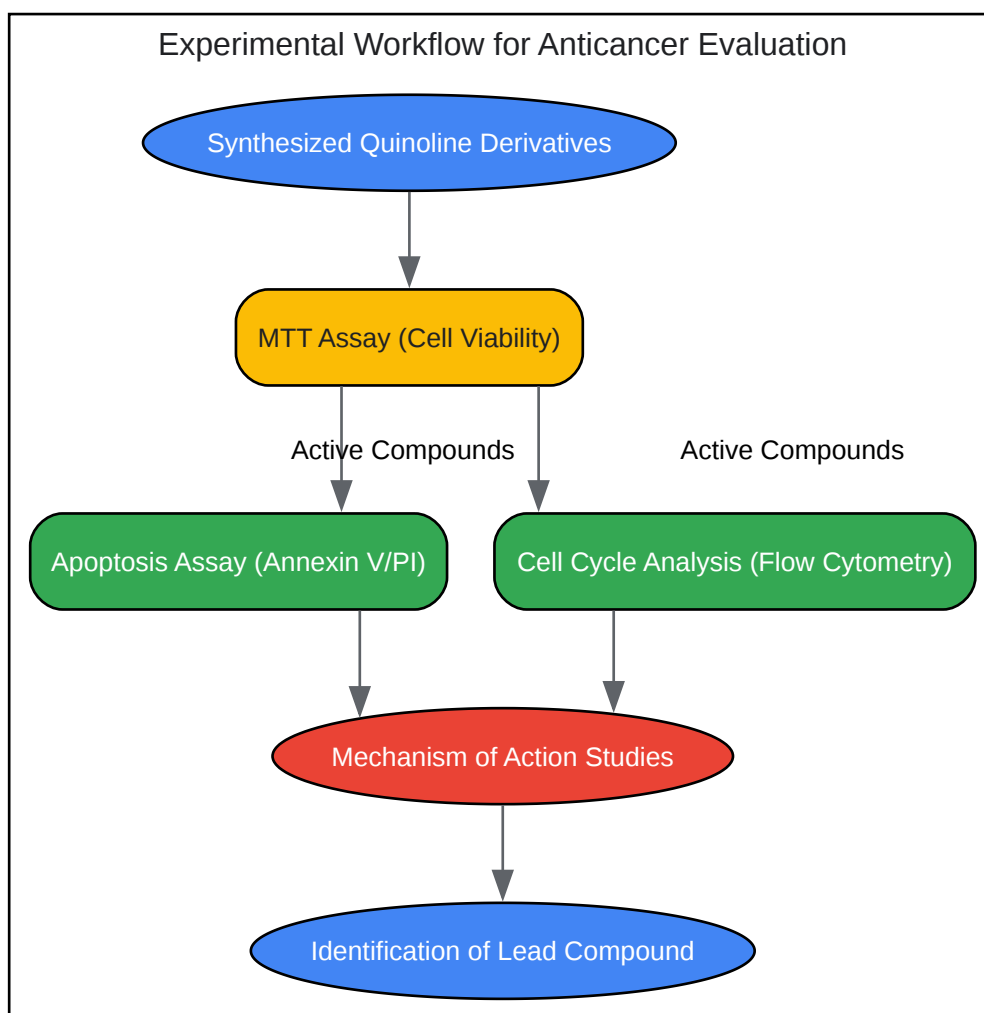 Experimental Workflow for Anticancer Evaluation
Synthesized Quinoline Derivatives
MTT Assay (Cell Viability)
Active Compounds
Active Compounds
Apoptosis Assay (Annexin V/PI)
Cell Cycle Analysis (Flow Cytometry)
Mechanism of Action Studies
Identification of Lead Compound